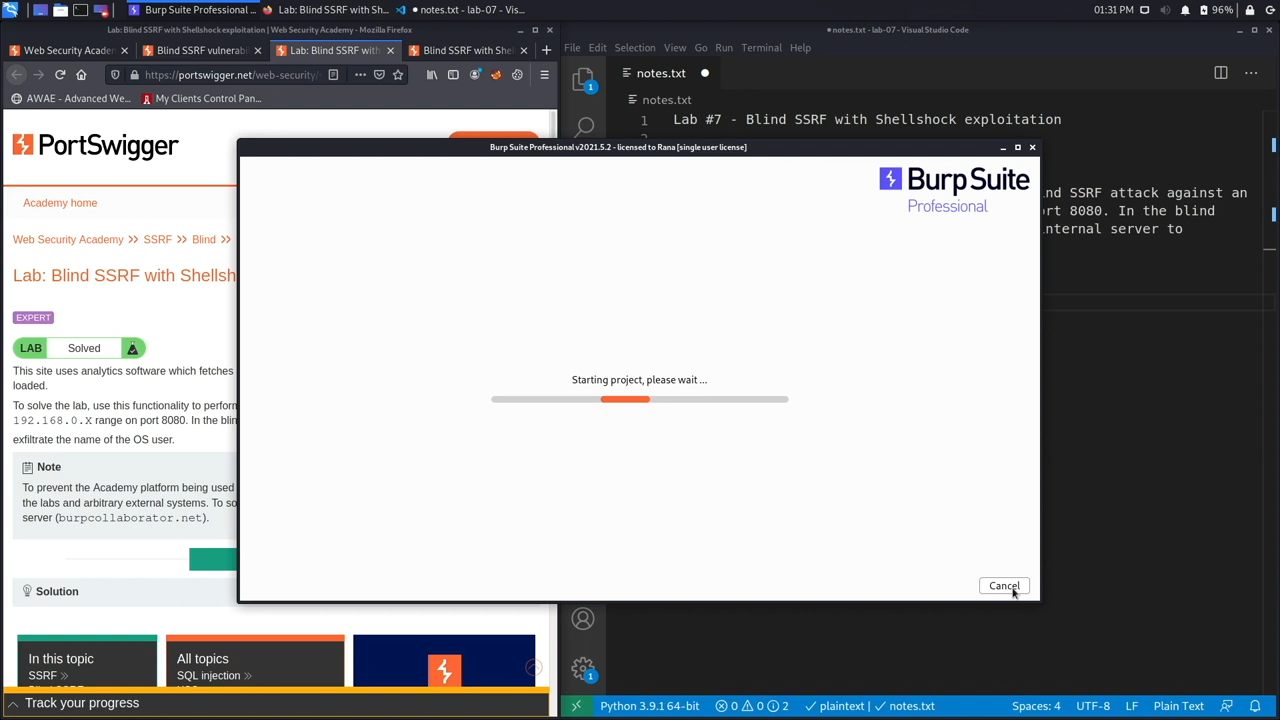 Burp Suite Professional ...
Lab: Blind SSRF with Sh...
notes.txt - lab-07 - Vis...
01:31 PM
96%
Lab: Blind SSRF with Shellshock exploitation | Web Security Academy - Mozilla Firefox
notes.txt - lab-07 - Visual Studio Code
Web Security Acade
Blind SSRF vulnerabi
Lab: Blind SSRF with
Blind SSRF with She
File Edit Selection View Go Run Terminal Help
https://portswigger.net/web-security/
notes.txt
AWAE - Advanced We...
My Clients Control Pan...
notes.txt
1
1 Lab #7 - Blind SSRF with Shellshock exploitation
2
PortSwigger
Burp Suite Professional v2021.5.2 - licensed to Rana [single user license]
Burp Suite
Professional
nd SSRF attack against an
rt 8080. In the blind
nternal server to
Academy home
Web Security Academy >> SSRF >> Blind >>
Lab: Blind SSRF with Shellsh
EXPERT
LAB Solved
This site uses analytics software which fetches
loaded.
To solve the lab, use this functionality to perform
192.168.0.X range on port 8080. In the blin
exfiltrate the name of the OS user.
Note
To prevent the Academy platform being used
the labs and arbitrary external systems. To so
server (burpcollaborator.net).
Solution
Starting project, please wait ...
Cancel
In this topic
SSRF >>
All topics
SQL injection >>
Track your progress
1
Python 3.9.1 64-bit
0 0 2
plaintext | notes.txt
Spaces: 4
UTF-8
LF
Plain Text